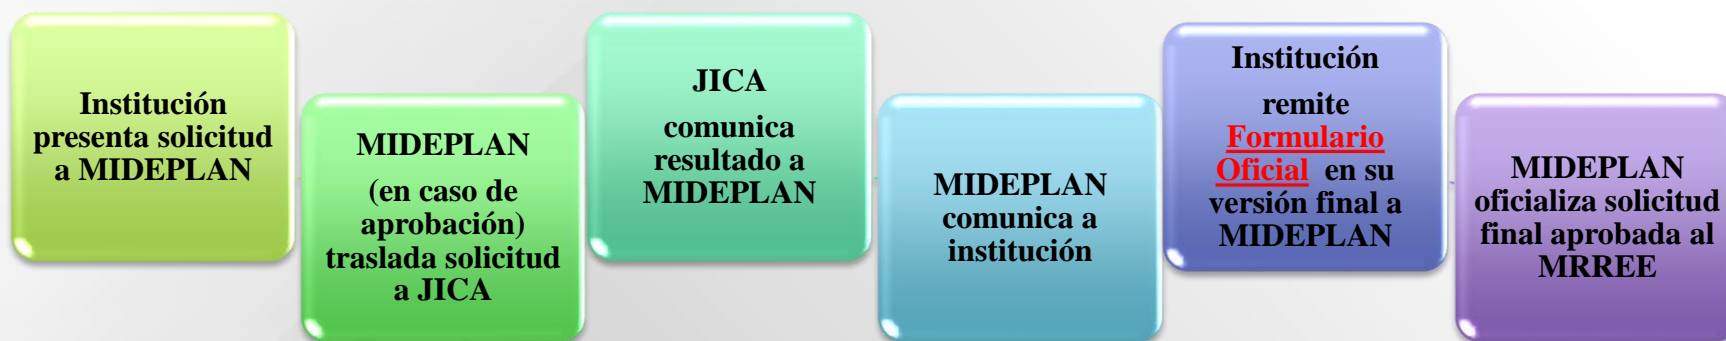 Institución
presenta solicitud
a MIDEPLAN
MIDEPLAN
(en caso de
aprobación)
traslada solicitud
a JICA
JICA
comunica
resultado a
MIDEPLAN
MIDEPLAN
comunica a
institución
Institución
remite
Formulario
Oficial en su
versión final a
MIDEPLAN
MIDEPLAN
oficializa solicitud
final aprobada al
MRREE